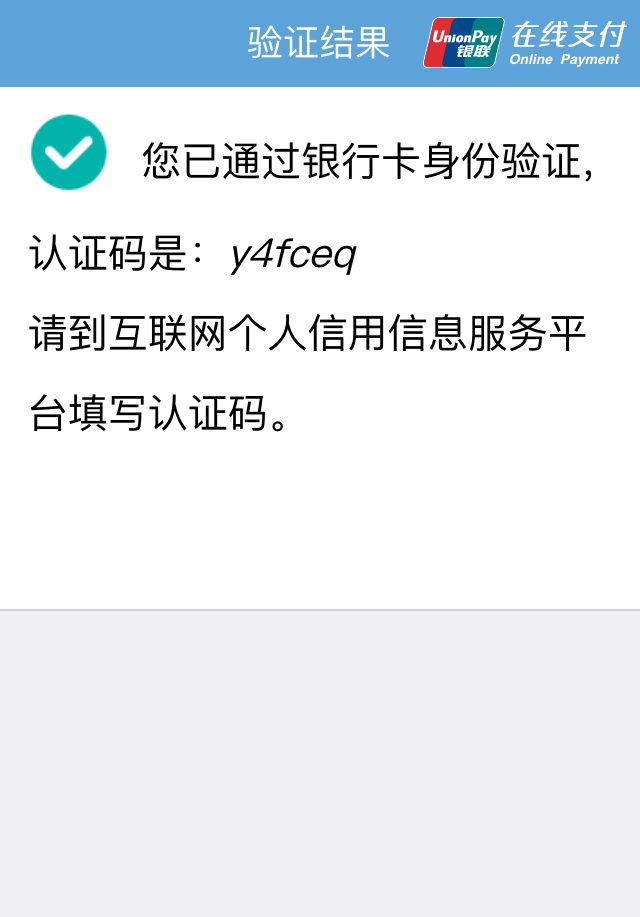 验证结果
UnionPay
银联
在线支付
Online Payment
您已通过银行卡身份验证,
认证码是：y4fceq
请到互联网个人信用信息服务平
台填写认证码。